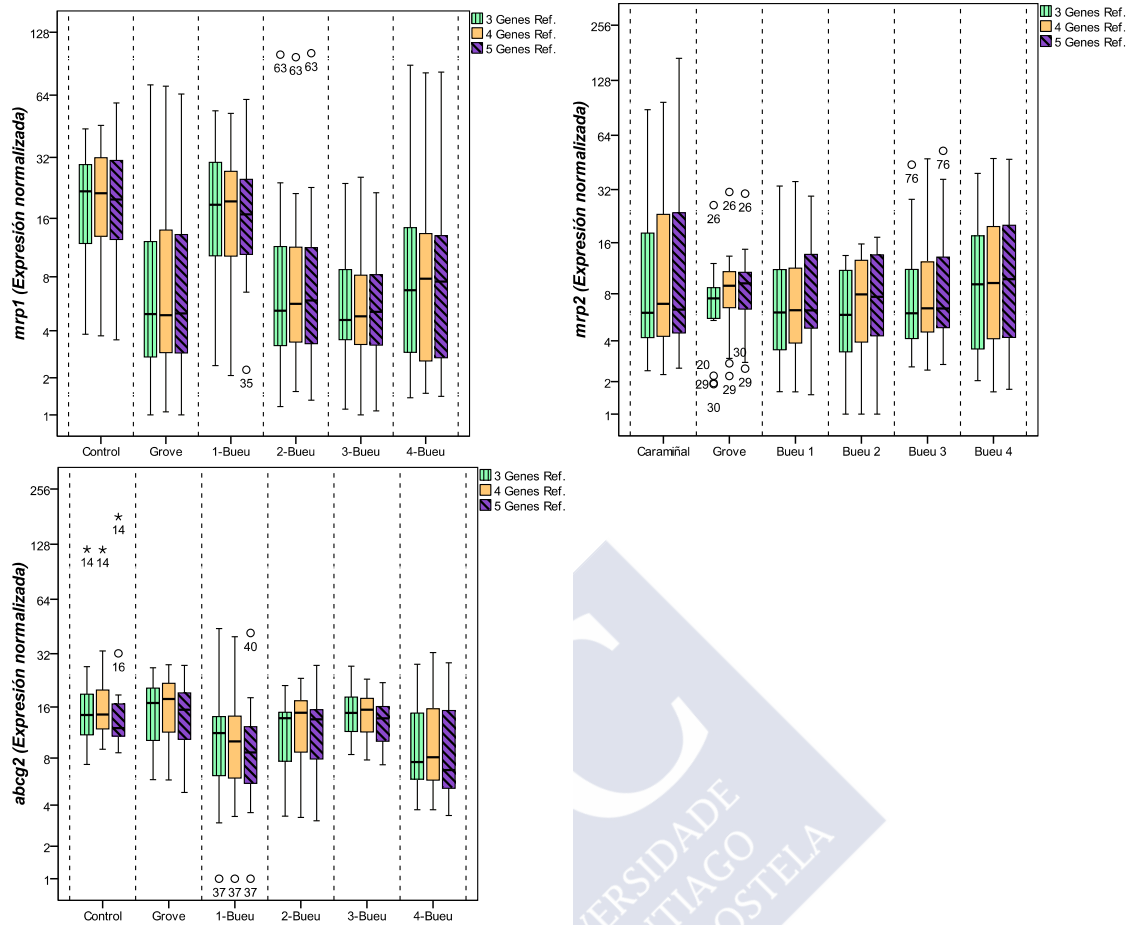 3 Genes Ref.
4 Genes Ref.
5 Genes Ref.
mrp1 (Expresión normalizada)
128
64
32
16
8
4
2
1
63
63
63
35
Control
Grove
1-Bueu
2-Bueu
3-Bueu
4-Bueu
3 Genes Ref.
4 Genes Ref.
5 Genes Ref.
mrp2 (Expresión normalizada)
256
128
64
32
16
8
4
2
1
26
26
26
20
29
30
29
30
29
76
76
Caramiñal
Grove
Bueu 1
Bueu 2
Bueu 3
Bueu 4
3 Genes Ref.
4 Genes Ref.
5 Genes Ref.
abcg2 (Expresión normalizada)
256
128
64
32
16
8
4
2
1
14
14
14
16
40
37
37
37
Control
Grove
1-Bueu
2-Bueu
3-Bueu
4-Bueu